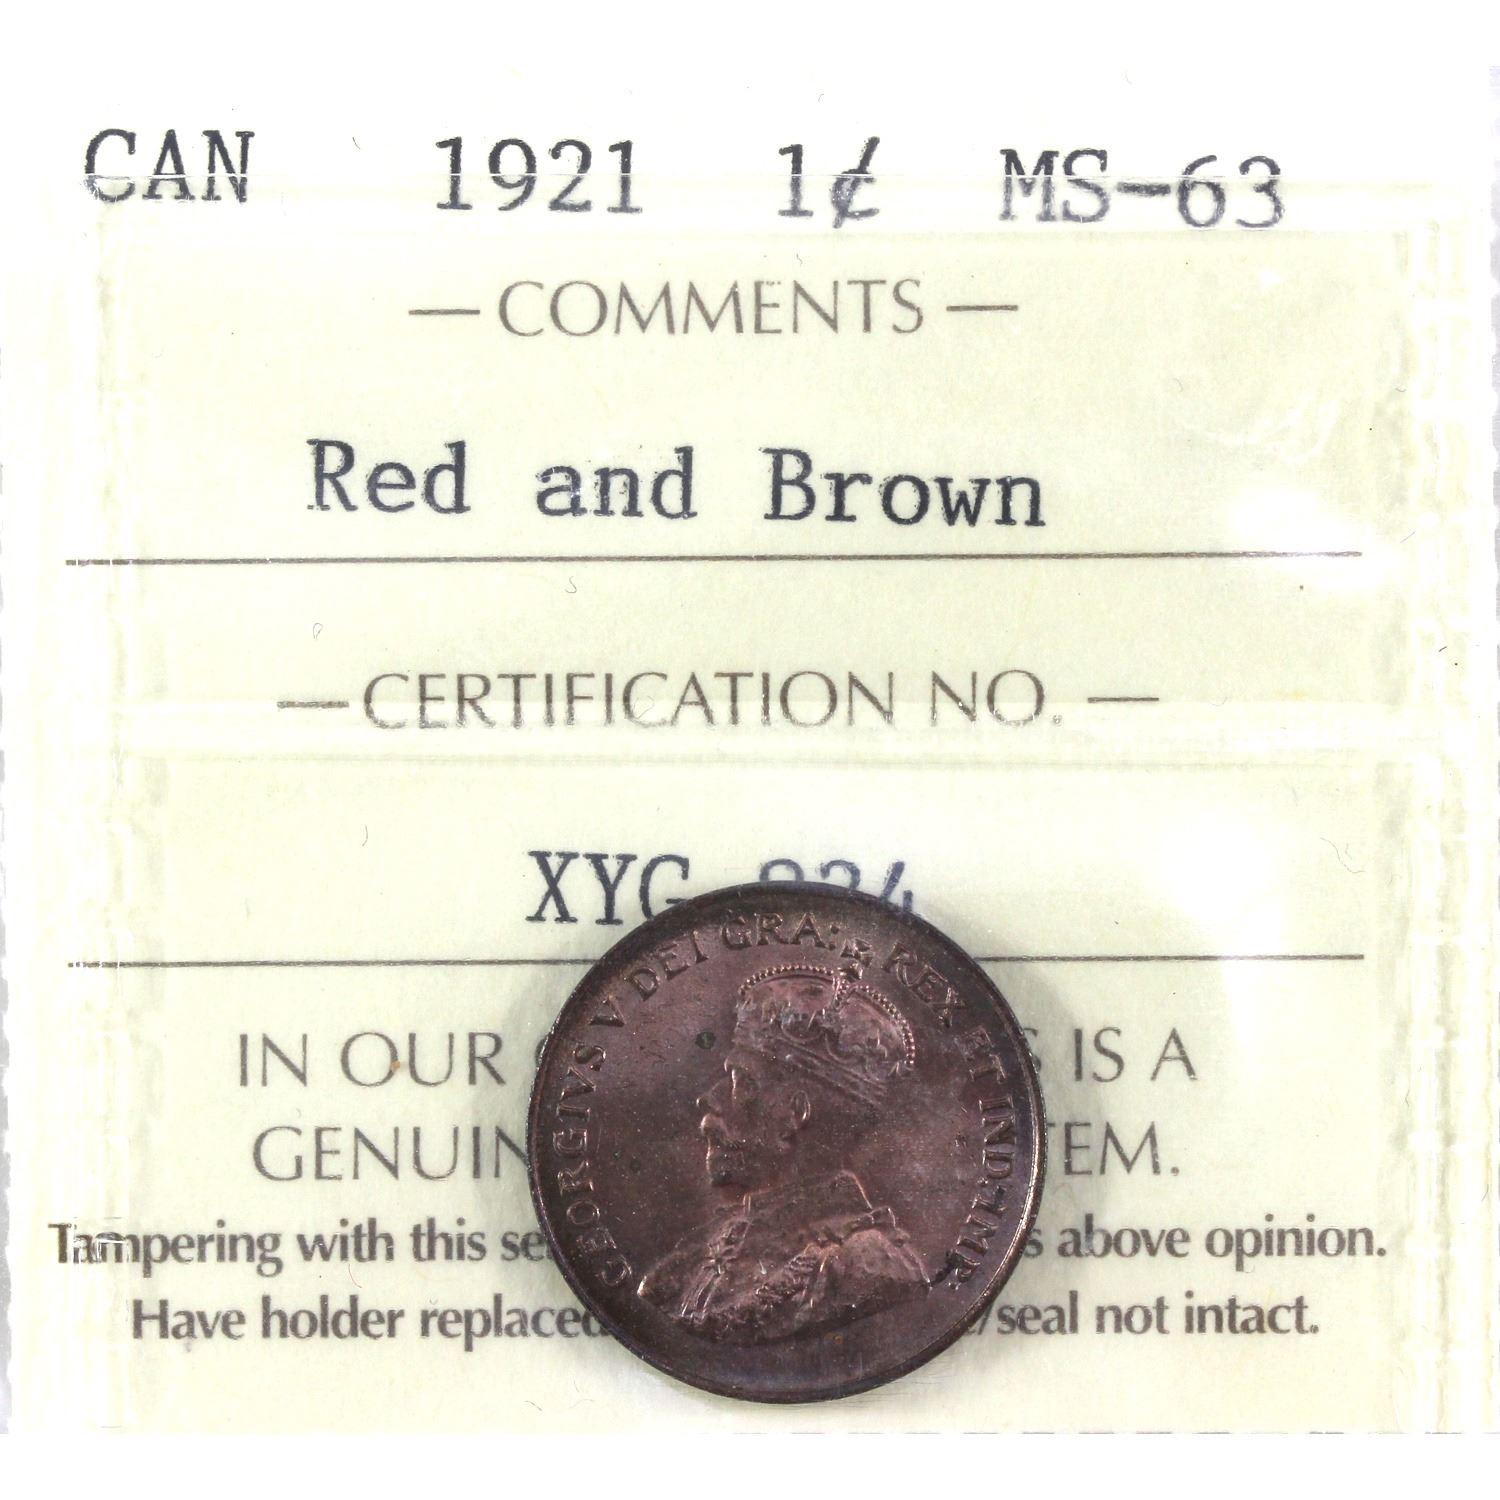 CAN 1921 1¢ MS-63
— COMMENTS —
Red and Brown
— CERTIFICATION NO. —
XYG
IN OUR IS A
GENUIN TEM.
Tampering with this se s above opinion.
Have holder replaced /seal not intact.
GEORGIVS V DEI GRA: REX ET IND: IMP: